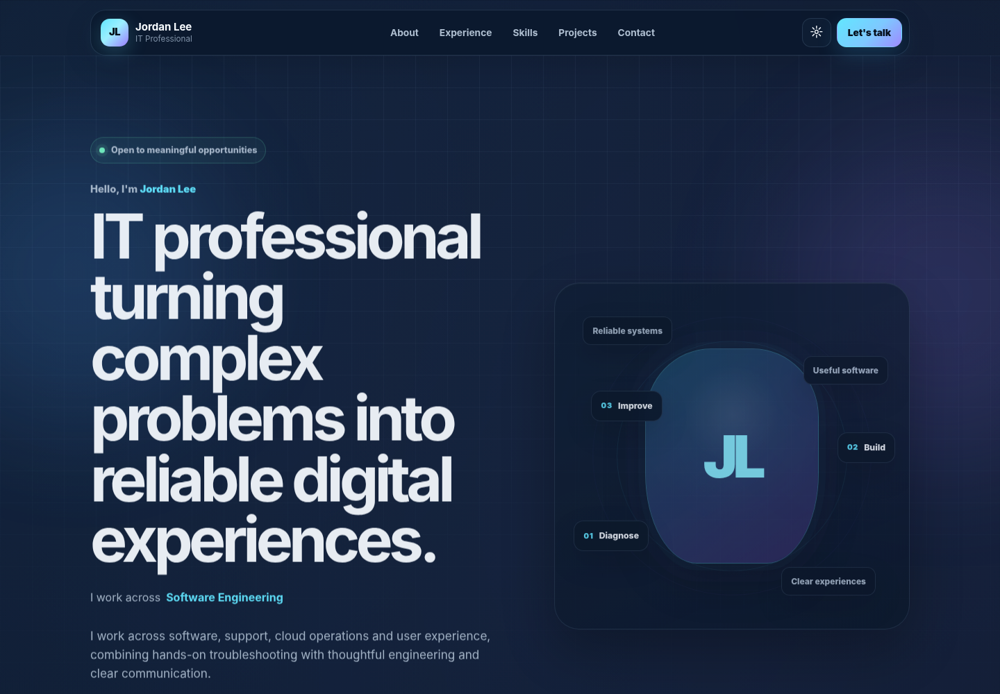 JL
Jordan Lee
IT Professional
About
Experience
Skills
Projects
Contact
Let's talk
Open to meaningful opportunities
Hello, I'm Jordan Lee
IT professional
turning
complex
problems into
reliable digital
experiences.
I work across Software Engineering
I work across software, support, cloud operations and user experience,
combining hands-on troubleshooting with thoughtful engineering and
clear communication.
Reliable systems
Useful software
03 Improve
02 Build
JL
01 Diagnose
Clear experiences